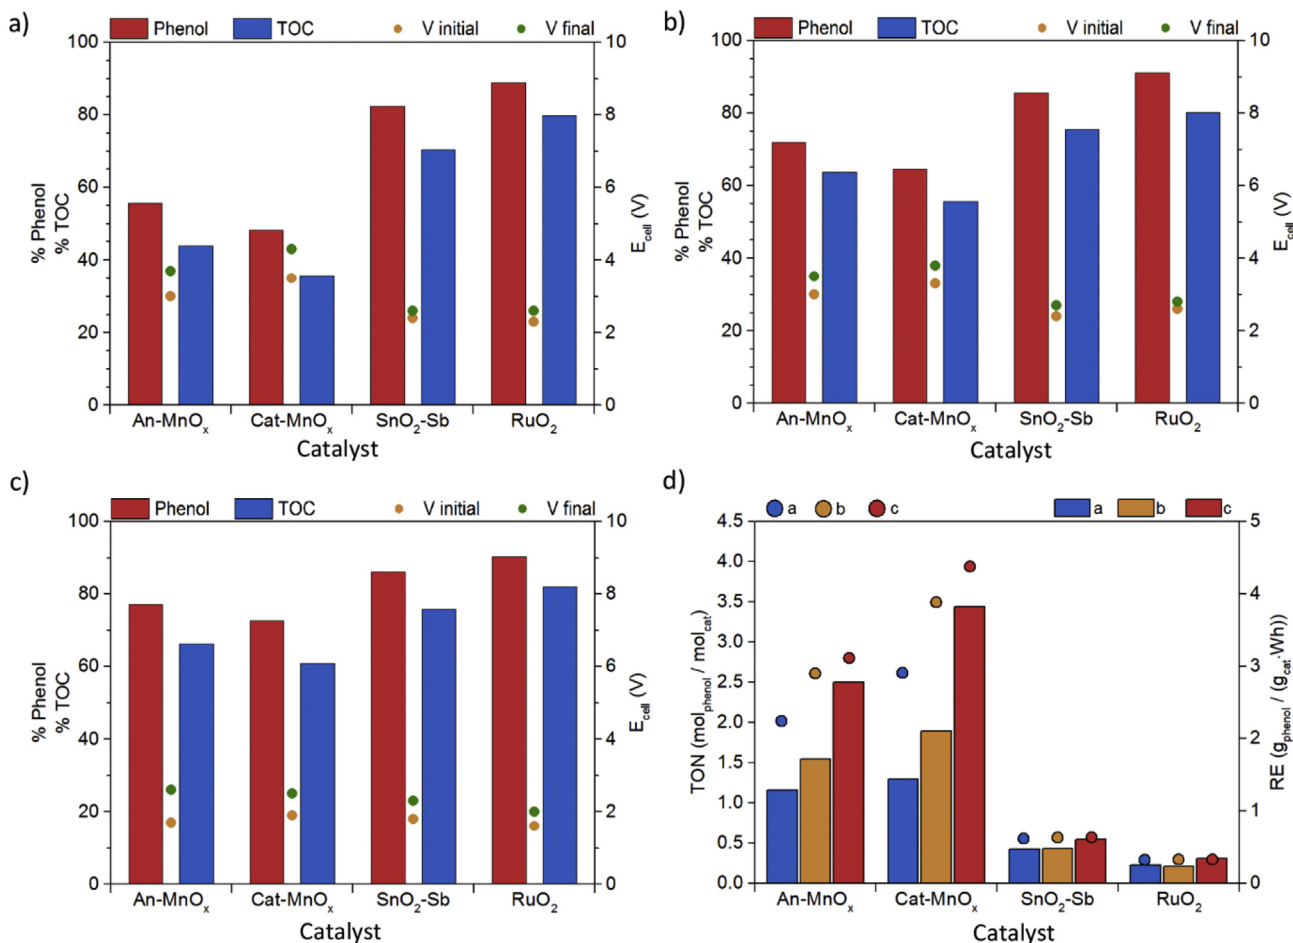 a)
Phenol TOC V initial V final
100
80
60
40
20
0
% Phenol
% TOC
10
8
6
4
2
0
E_cell (V)
An-MnO_x Cat-MnO_x SnO_2-Sb RuO_2
Catalyst
b)
Phenol TOC V initial V final
100
80
60
40
20
0
% Phenol
% TOC
10
8
6
4
2
0
E_cell (V)
An-MnO_x Cat-MnO_x SnO_2-Sb RuO_2
Catalyst
c)
Phenol TOC V initial V final
100
80
60
40
20
0
% Phenol
% TOC
10
8
6
4
2
0
E_cell (V)
An-MnO_x Cat-MnO_x SnO_2-Sb RuO_2
Catalyst
d)
a b c a b c
4.5
4.0
3.5
3.0
2.5
2.0
1.5
1.0
0.5
0.0
TON (mol_phenol / mol_cat)
5
4
3
2
1
0
RE (g_phenol / (g_cat·Wh))
An-MnO_x Cat-MnO_x SnO_2-Sb RuO_2
Catalyst